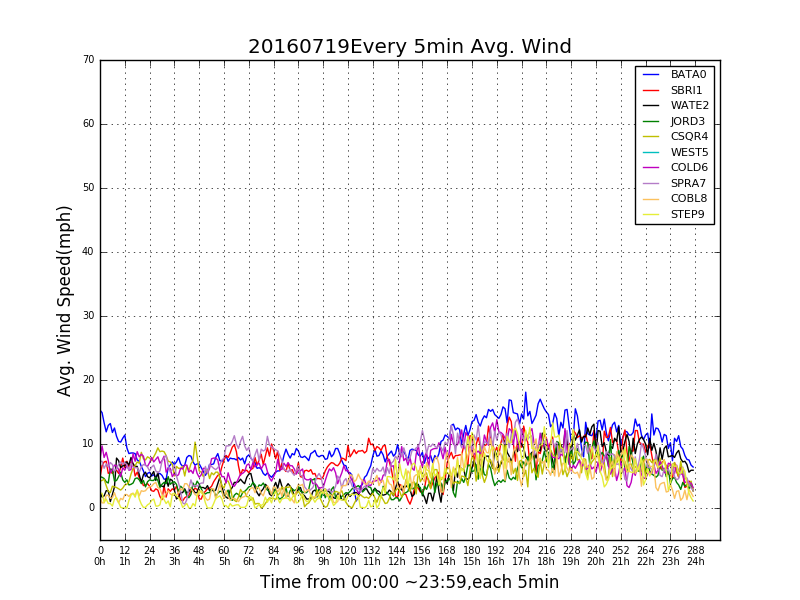 20160719Every 5min Avg. Wind
70
60
50
40
30
20
10
0
Avg. Wind Speed(mph)
BATA0
SBRI1
WATE2
JORD3
CSQR4
WEST5
COLD6
SPRA7
COBL8
STEP9
0 12 24 36 48 60 72 84 96 108 120 132 144 156 168 180 192 204 216 228 240 252 264 276 288
0h 1h 2h 3h 4h 5h 6h 7h 8h 9h 10h 11h 12h 13h 14h 15h 16h 17h 18h 19h 20h 21h 22h 23h 24h
Time from 00:00 ~23:59,each 5min